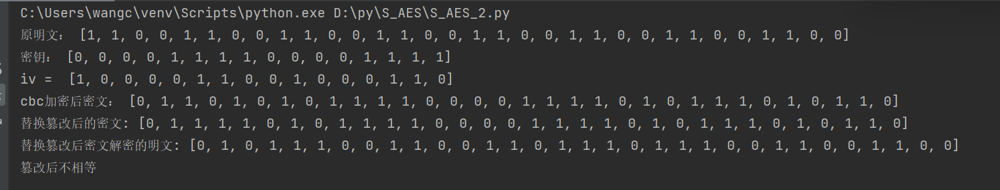 C:\Users\wangc\venv\Scripts\python.exe D:\py\S_AES\S_AES_2.py
原明文: [1, 1, 0, 0, 1, 1, 0, 0, 1, 1, 0, 0, 1, 1, 0, 0, 1, 1, 0, 0, 1, 1, 0, 0, 1, 1, 0, 0, 1, 1, 0, 0]
密钥: [0, 0, 0, 0, 1, 1, 1, 1, 0, 0, 0, 0, 1, 1, 1, 1]
iv = [1, 0, 0, 0, 0, 1, 1, 0, 0, 1, 0, 0, 0, 1, 1, 0]
cbc加密后密文: [0, 1, 1, 0, 1, 0, 1, 0, 1, 1, 1, 1, 0, 0, 0, 0, 1, 1, 1, 1, 0, 1, 0, 1, 1, 1, 0, 1, 0, 1, 1, 0]
替换篡改后的密文: [0, 1, 1, 1, 1, 0, 1, 0, 1, 1, 1, 1, 0, 0, 0, 0, 1, 1, 1, 1, 0, 1, 0, 1, 1, 1, 0, 1, 0, 1, 1, 0]
替换篡改后密文解密的明文: [0, 1, 0, 1, 1, 1, 0, 0, 1, 1, 0, 0, 1, 1, 0, 1, 1, 1, 0, 1, 1, 1, 0, 0, 1, 1, 0, 0, 1, 1, 0, 0]
篡改后不相等